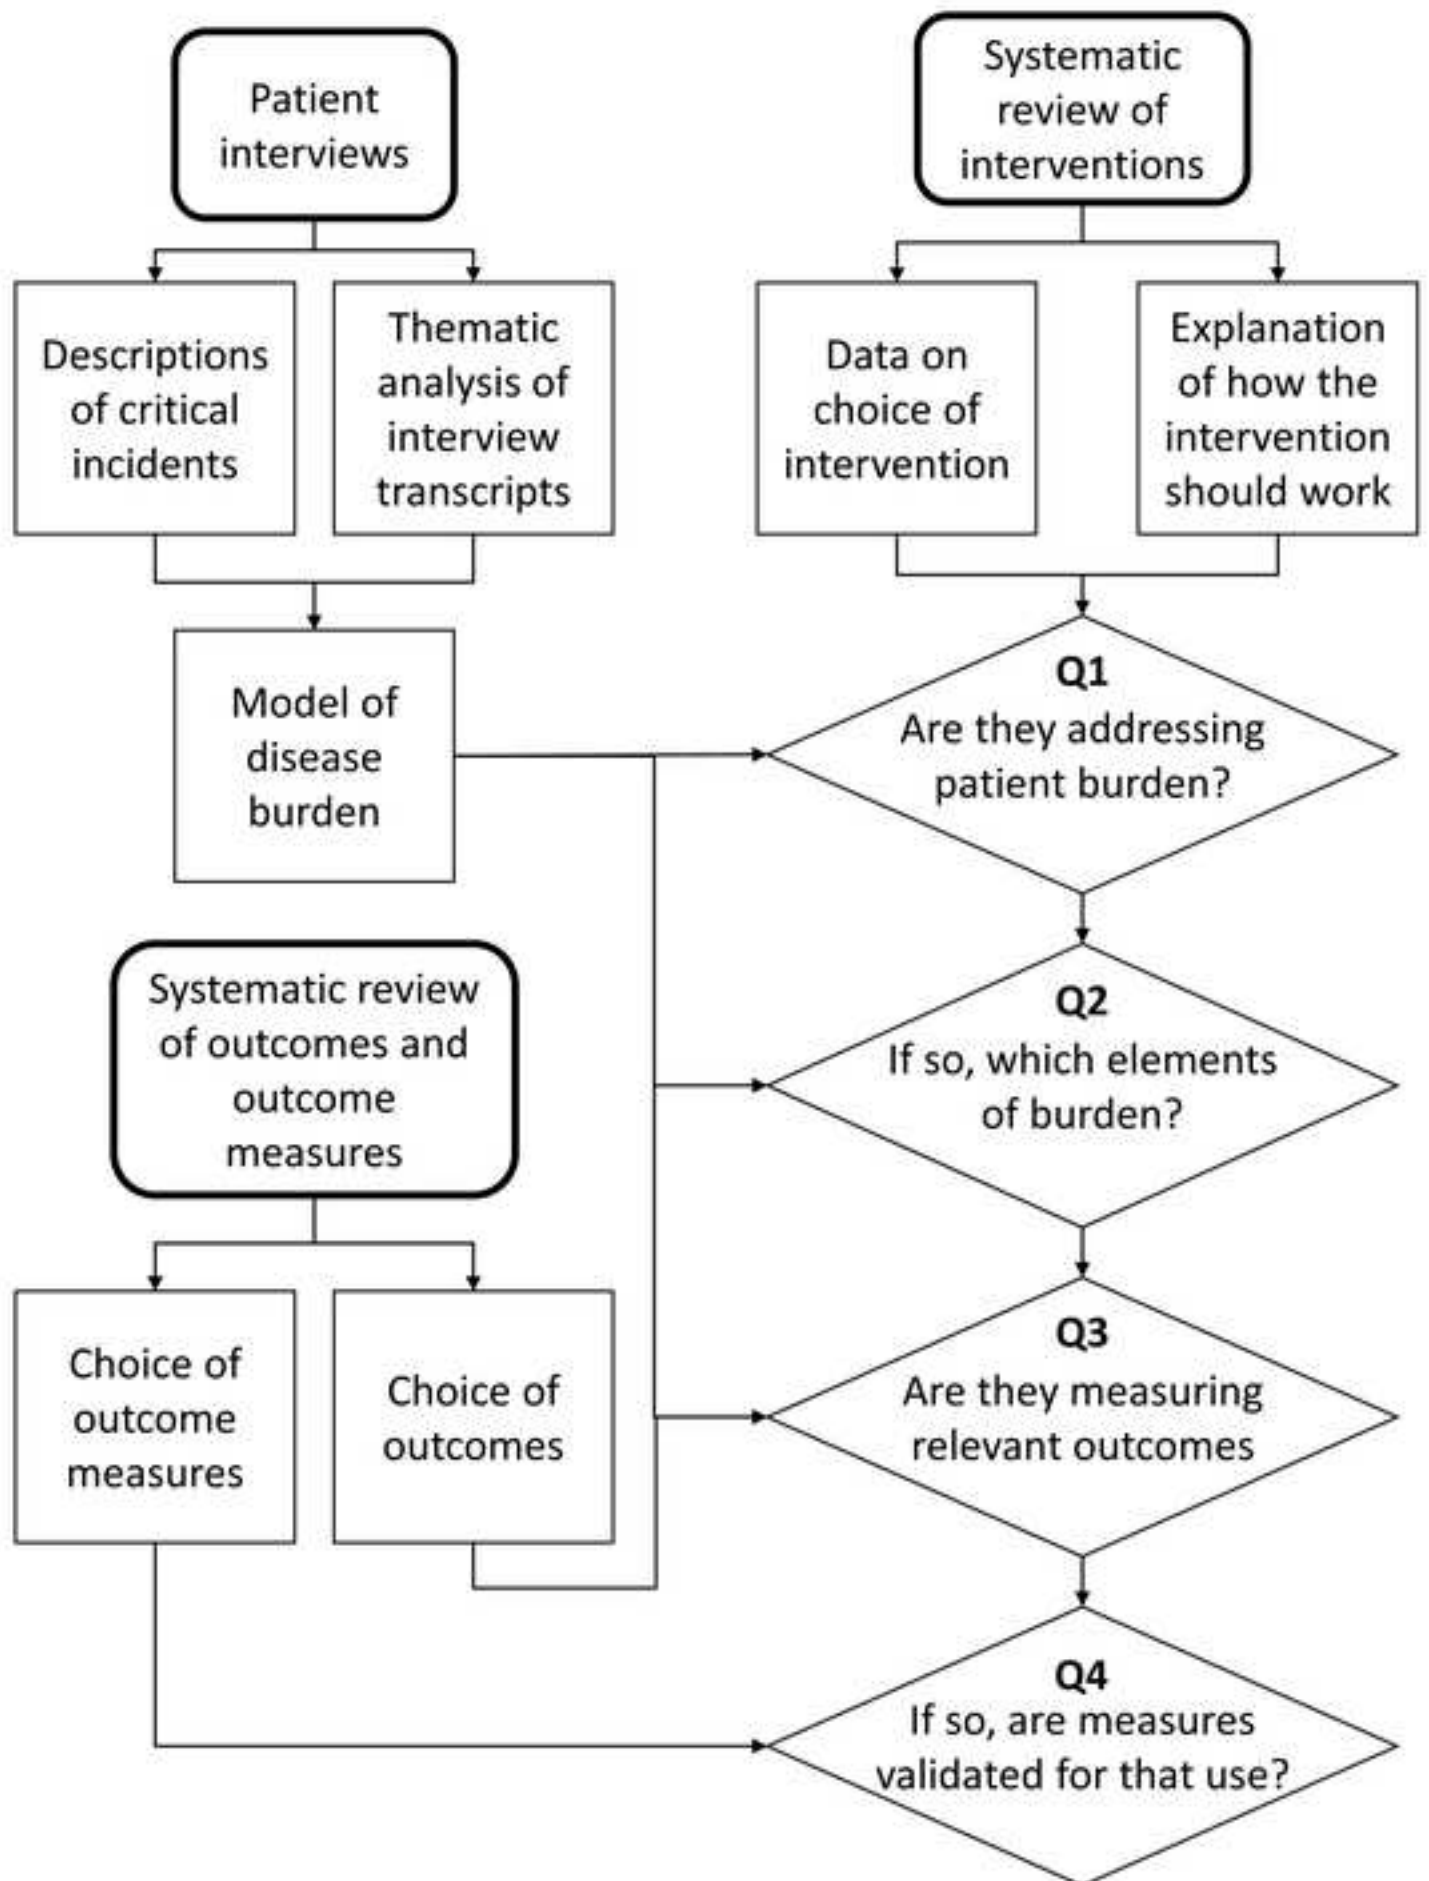 Patient
interviews
Systematic
review of
interventions
Descriptions
of critical
incidents
Thematic
analysis of
interview
transcripts
Data on
choice of
intervention
Explanation
of how the
intervention
should work
Model of
disease
burden
Q1
Are they addressing
patient burden?
Systematic review
of outcomes and
outcome
measures
Q2
If so, which elements
of burden?
Choice of
outcome
measures
Choice of
outcomes
Q3
Are they measuring
relevant outcomes
Q4
If so, are measures
validated for that use?